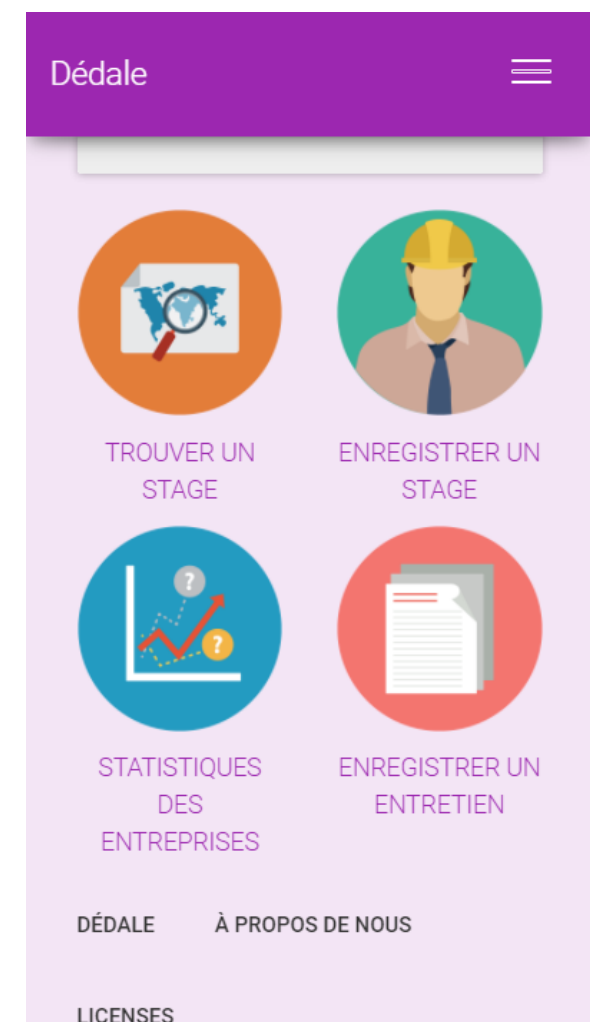 Dédale
TROUVER UN
STAGE
ENREGISTRER UN
STAGE
?
?
STATISTIQUES
DES
ENTREPRISES
ENREGISTRER UN
ENTRETIEN
DÉDALE
À PROPOS DE NOUS
LICENSES